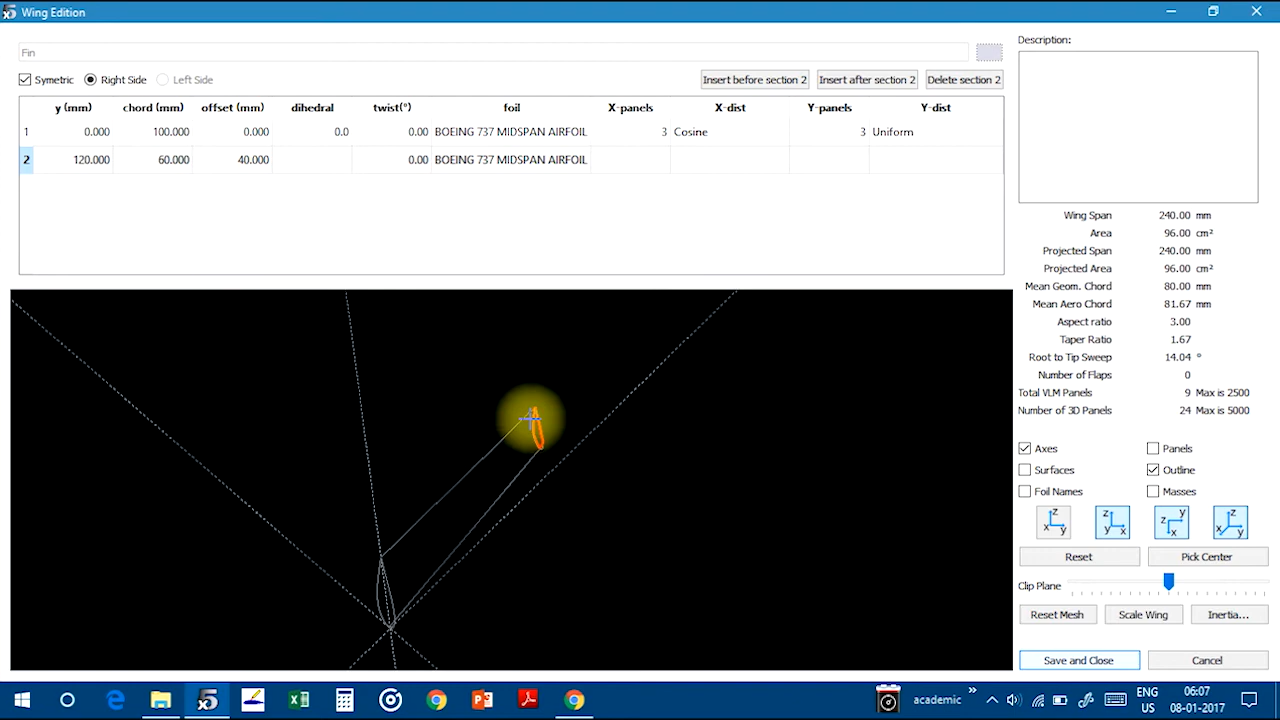 Wing Edition
Fin
Symetric Right Side Left Side Insert before section 2 Insert after section 2 Delete section 2
y (mm) chord (mm) offset (mm) dihedral twist(°) foil X-panels X-dist Y-panels Y-dist
1 0.000 100.000 0.000 0.0 0.00 BOEING 737 MIDSPAN AIRFOIL 3 Cosine 3 Uniform
2 120.000 60.000 40.000 0.00 BOEING 737 MIDSPAN AIRFOIL
Description:
Wing Span 240.00 mm
Area 96.00 cm²
Projected Span 240.00 mm
Projected Area 96.00 cm²
Mean Geom. Chord 80.00 mm
Mean Aero Chord 81.67 mm
Aspect ratio 3.00
Taper Ratio 1.67
Root to Tip Sweep 14.04 °
Number of Flaps 0
Total VLM Panels 9 Max is 2500
Number of 3D Panels 24 Max is 5000
Axes Panels
Surfaces Outline
Foil Names Masses
z x y z y x y z x z x y
Reset Pick Center
Clip Plane
Reset Mesh Scale Wing Inertia...
Save and Close Cancel
academic » ENG US 06:07 08-01-2017